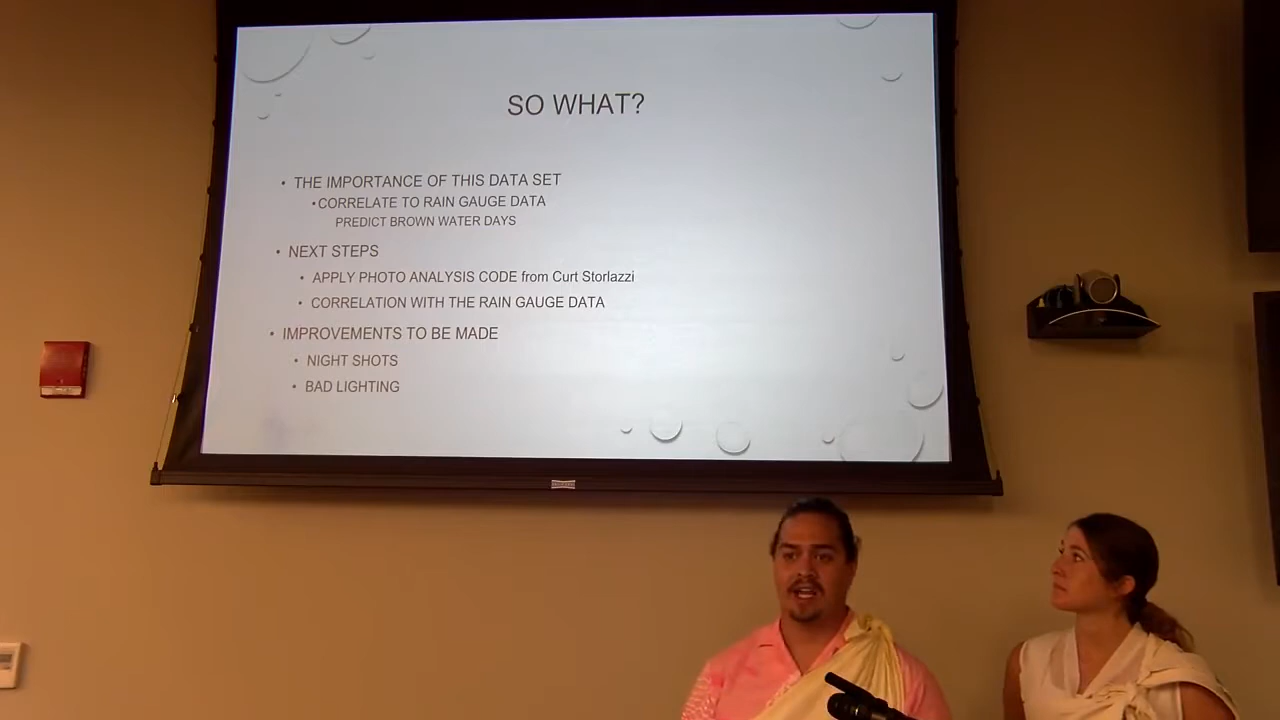 SO WHAT?
• THE IMPORTANCE OF THIS DATA SET
•CORRELATE TO RAIN GAUGE DATA
PREDICT BROWN WATER DAYS
• NEXT STEPS
• APPLY PHOTO ANALYSIS CODE from Curt Storlazzi
• CORRELATION WITH THE RAIN GAUGE DATA
• IMPROVEMENTS TO BE MADE
• NIGHT SHOTS
• BAD LIGHTING